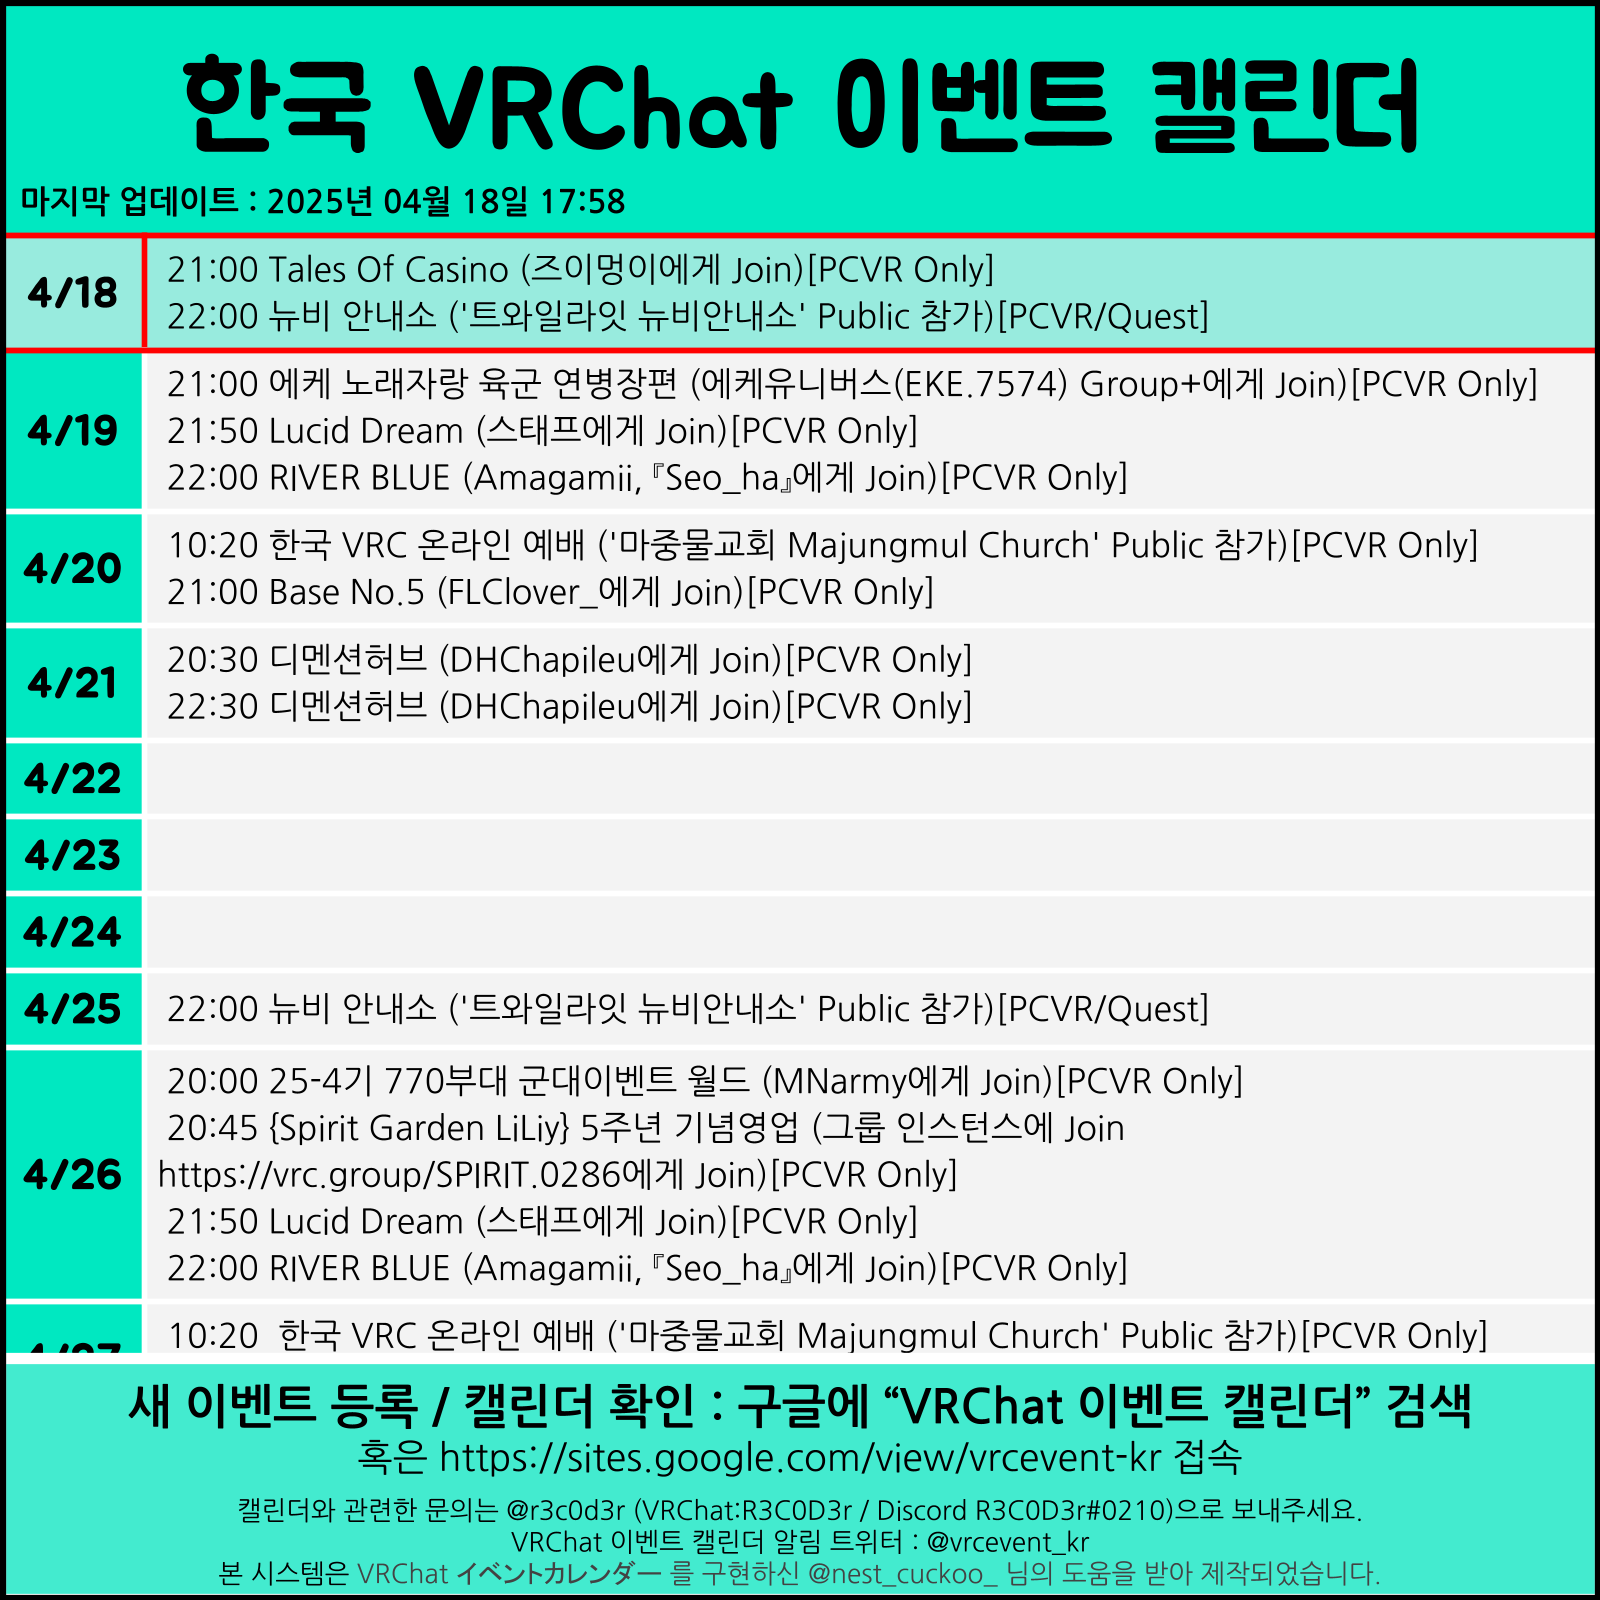 한국 VRChat 이벤트 캘린더
마지막 업데이트 : 2025년 04월 18일 17:58
4/18
21:00 Tales Of Casino (즈이멍이에게 Join)[PCVR Only]
22:00 뉴비 안내소 ('트와일라잇 뉴비안내소' Public 참가)[PCVR/Quest]
4/19
21:00 에케 노래자랑 육군 연병장편 (에케유니버스(EKE.7574) Group+에게 Join)[PCVR Only]
21:50 Lucid Dream (스태프에게 Join)[PCVR Only]
22:00 RIVER BLUE (Amagamii,『Seo_ha』에게 Join)[PCVR Only]
4/20
10:20 한국 VRC 온라인 예배 ('마중물교회 Majungmul Church' Public 참가)[PCVR Only]
21:00 Base No.5 (FLClover_에게 Join)[PCVR Only]
4/21
20:30 디멘션허브 (DHChapileu에게 Join)[PCVR Only]
22:30 디멘션허브 (DHChapileu에게 Join)[PCVR Only]
4/22
4/23
4/24
4/25
22:00 뉴비 안내소 ('트와일라잇 뉴비안내소' Public 참가)[PCVR/Quest]
4/26
20:00 25-4기 770부대 군대이벤트 월드 (MNarmy에게 Join)[PCVR Only]
20:45 {Spirit Garden LiLiy} 5주년 기념영업 (그룹 인스턴스에 Join
https://vrc.group/SPIRIT.0286에게 Join)[PCVR Only]
21:50 Lucid Dream (스태프에게 Join)[PCVR Only]
22:00 RIVER BLUE (Amagamii,『Seo_ha』에게 Join)[PCVR Only]
4/27
10:20 한국 VRC 온라인 예배 ('마중물교회 Majungmul Church' Public 참가)[PCVR Only]
새 이벤트 등록 / 캘린더 확인 : 구글에 “VRChat 이벤트 캘린더” 검색
혹은 https://sites.google.com/view/vrcevent-kr 접속
캘린더와 관련한 문의는 @r3c0d3r (VRChat:R3C0D3r / Discord R3C0D3r#0210)으로 보내주세요.
VRChat 이벤트 캘린더 알림 트위터 : @vrcevent_kr
본 시스템은 VRChat イベントカレンダー 를 구현하신 @nest_cuckoo_ 님의 도움을 받아 제작되었습니다.